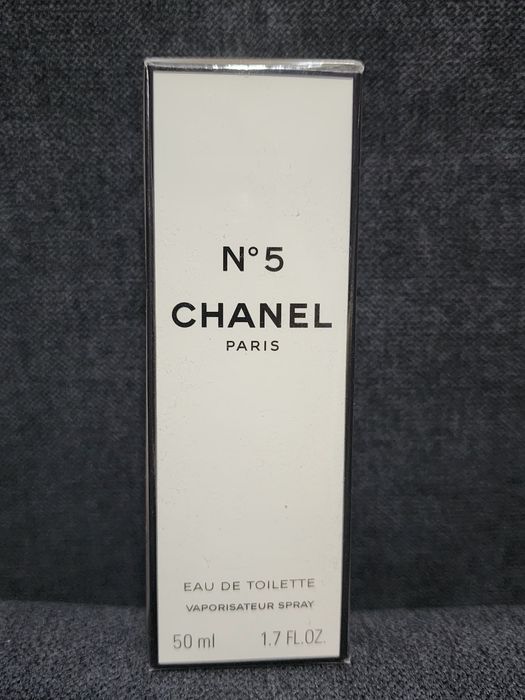 N° 5
CHANEL
PARIS
EAU DE TOILETTE
VAPORISATEUR SPRAY
50 ml 1.7 FL.OZ.